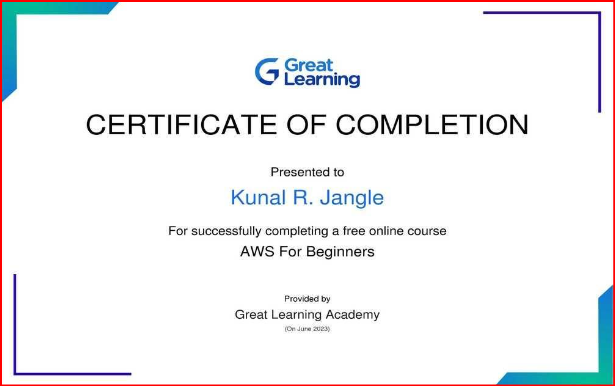 Great
Learning
CERTIFICATE OF COMPLETION
Presented to
Kunal R. Jangle
For successfully completing a free online course
AWS For Beginners
Provided by
Great Learning Academy
(On June 2023)